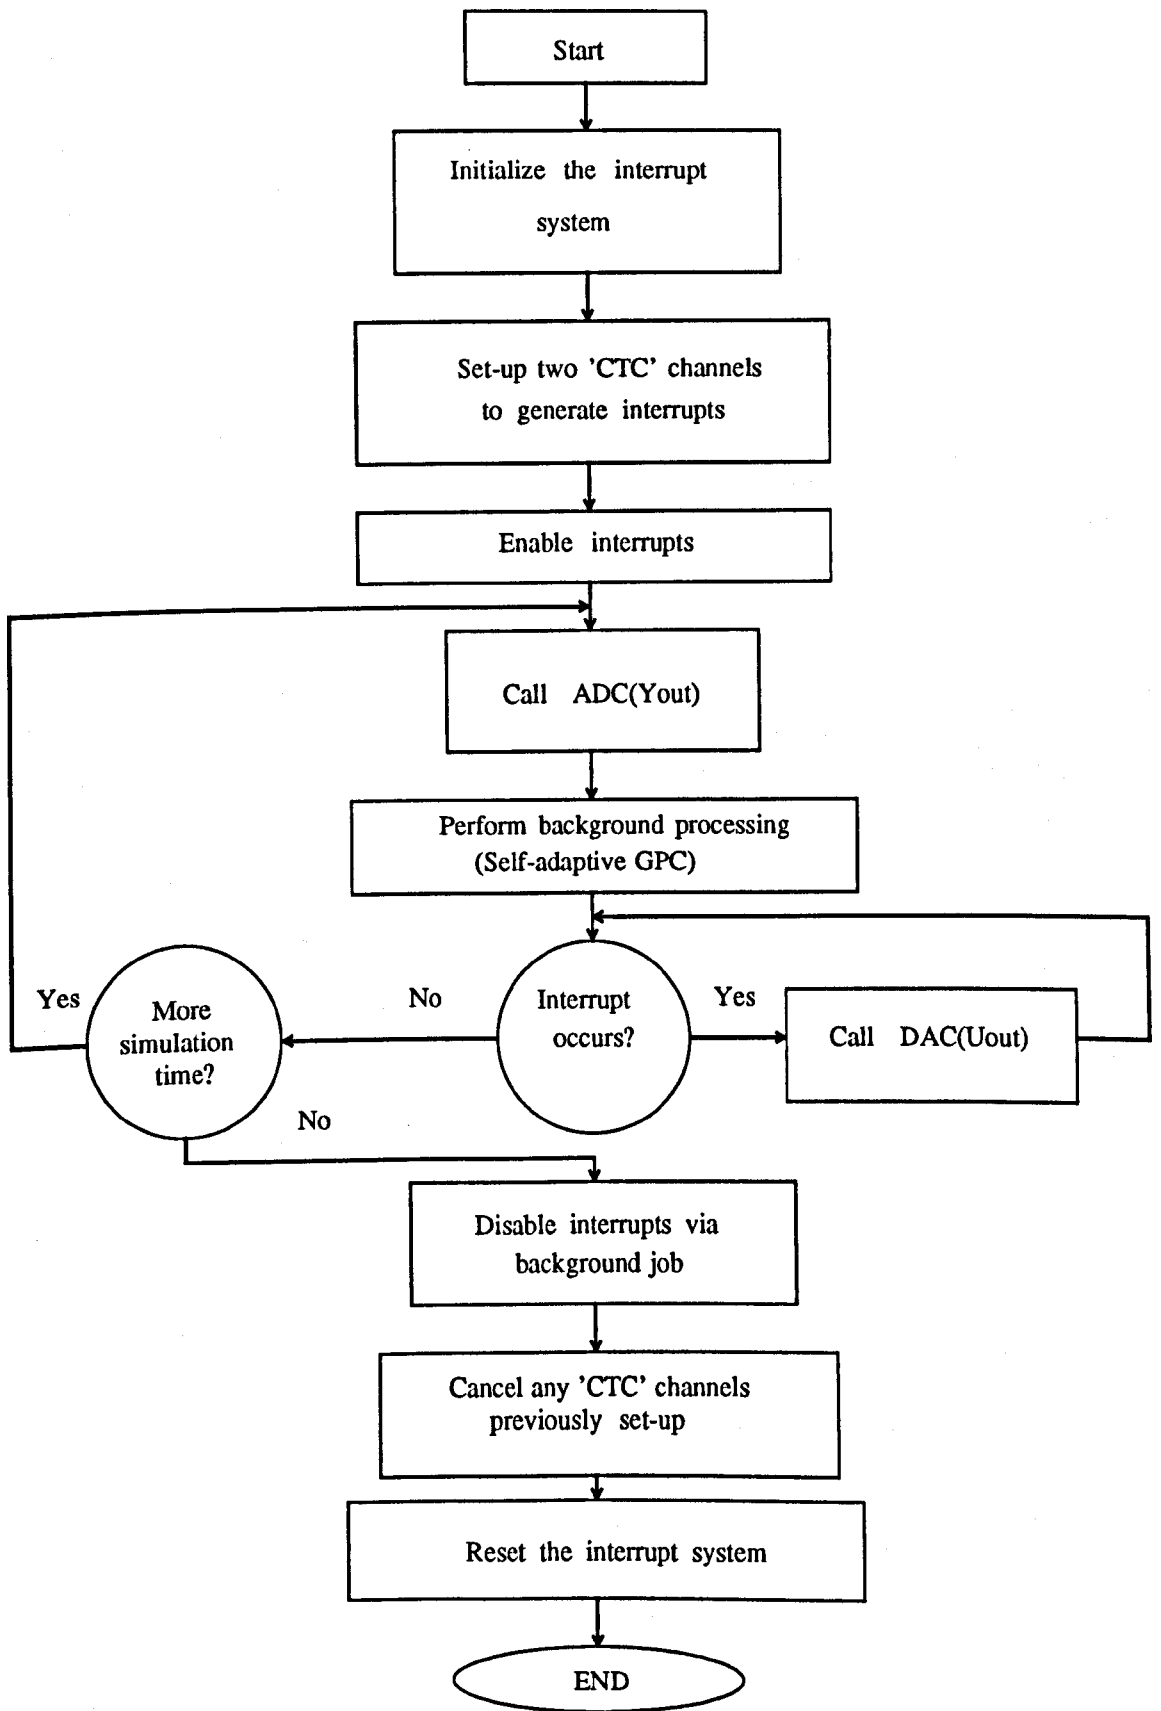 Start
Initialize the interrupt
system
Set-up two 'CTC' channels
to generate interrupts
Enable interrupts
Call ADC(Yout)
Perform background processing
(Self-adaptive GPC)
Yes
More
simulation
time?
No
Interrupt
occurs?
Yes
Call DAC(Uout)
No
Disable interrupts via
background job
Cancel any 'CTC' channels
previously set-up
Reset the interrupt system
END